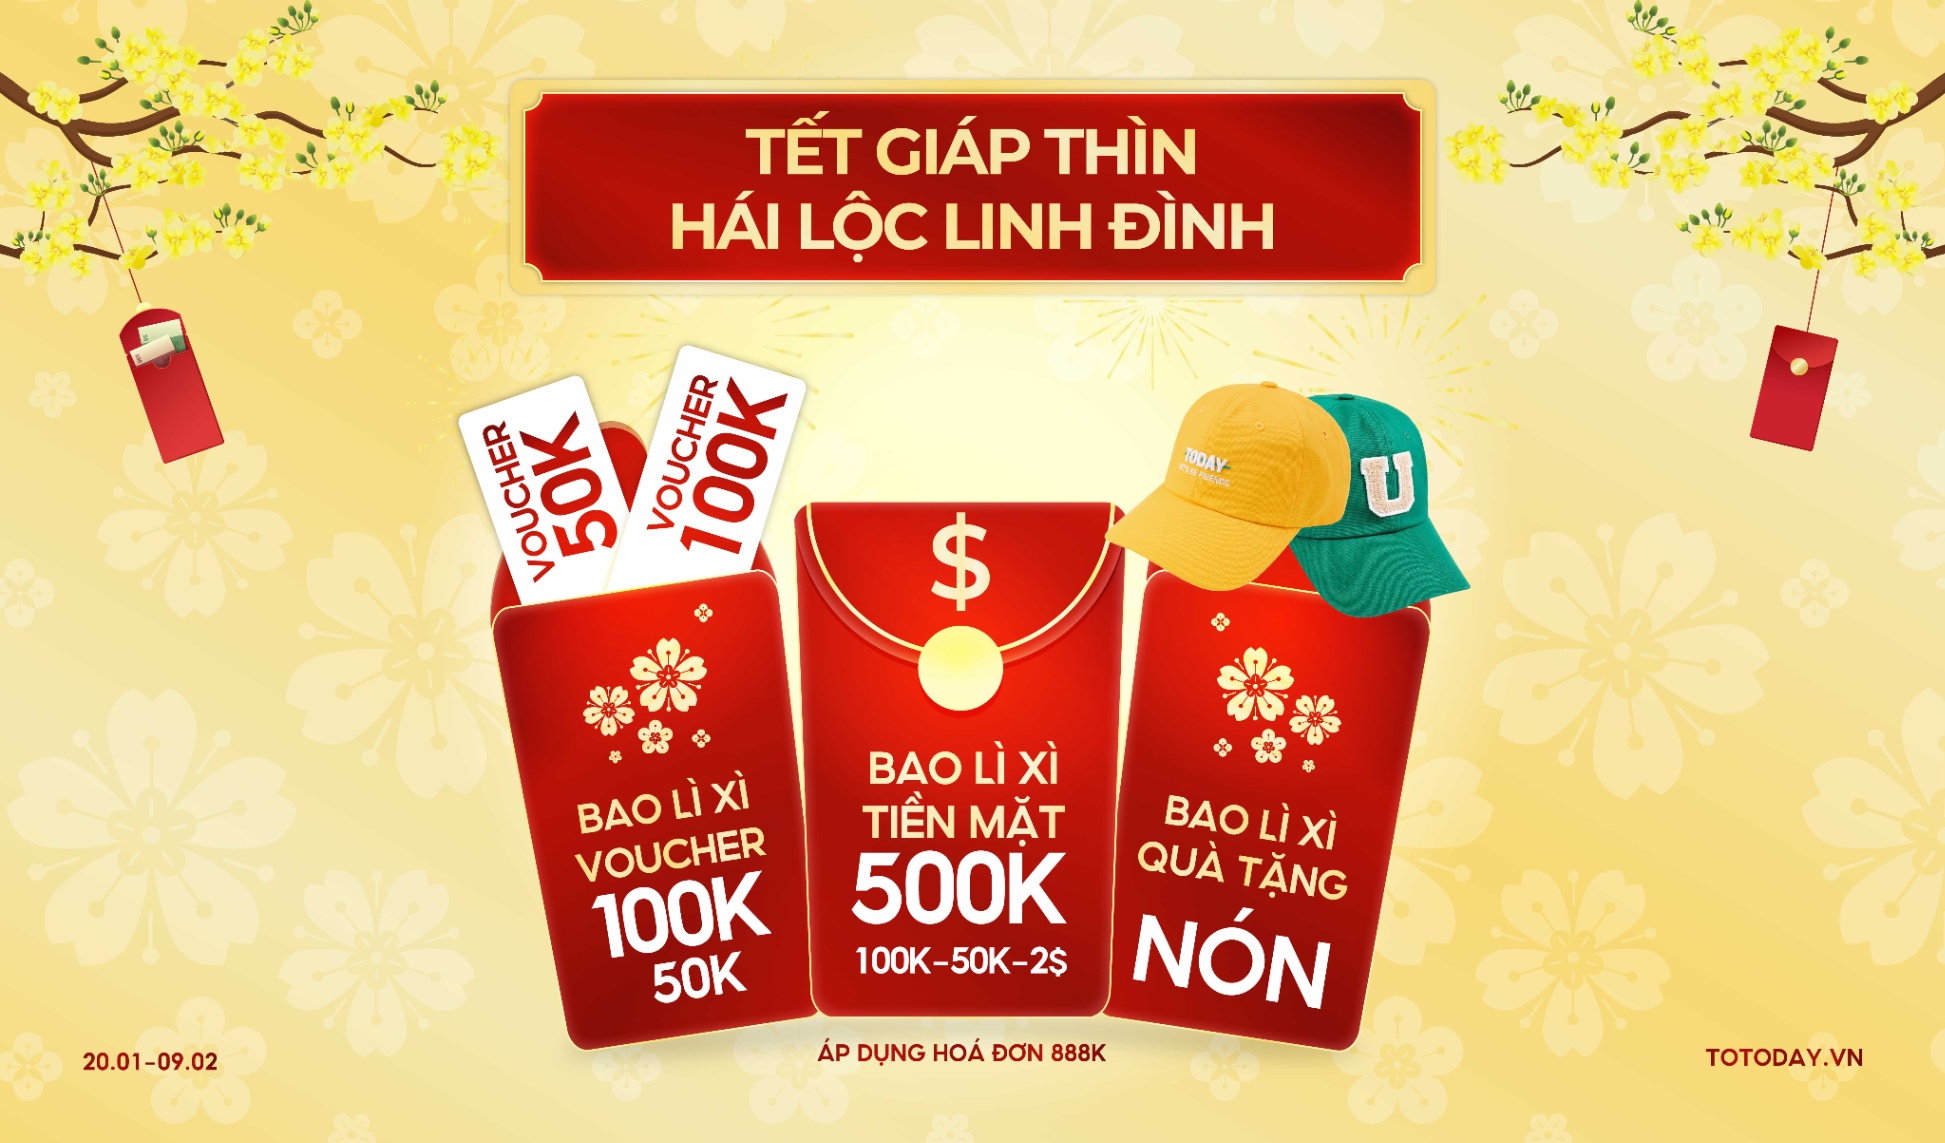 TẾT GIÁP THÌN
HÁI LỘC LINH ĐÌNH
VOUCHER
50K
VOUCHER
100K
TODAY
U
$
BAO LÌ XÌ
VOUCHER
100K
50K
BAO LÌ XÌ
TIỀN MẶT
500K
100K-50K-2$
BAO LÌ XÌ
QUÀ TẶNG
NÓN
20.01-09.02
ÁP DỤNG HOÁ ĐƠN 888K
TOTODAY.VN